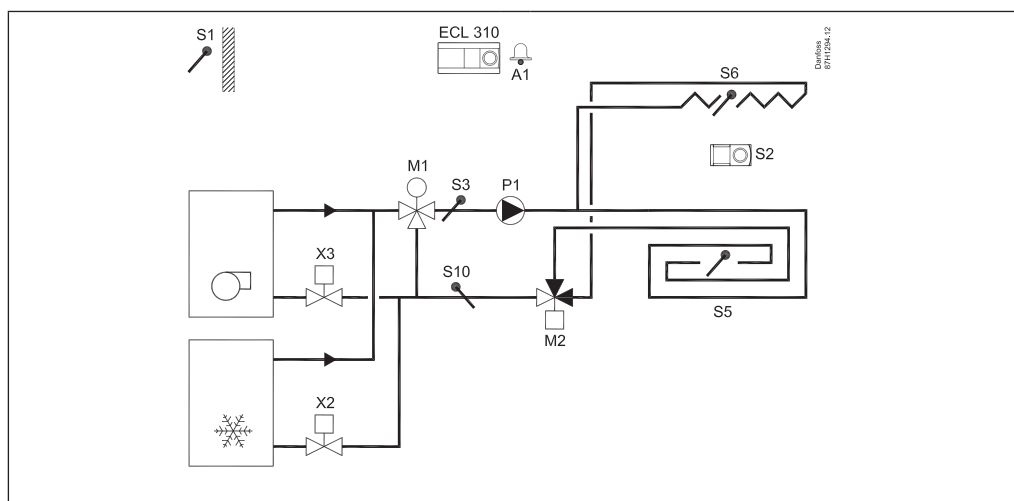 S1
ECL 310
A1
Danfoss
87H1294.12
S6
S2
M1
S3
P1
X3
S10
S5
M2
X2